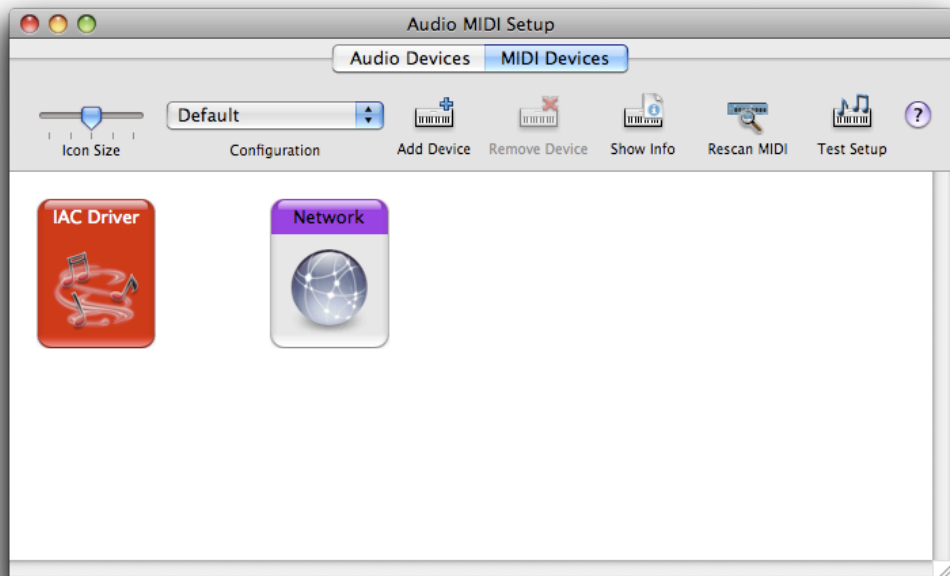 Audio MIDI Setup
Audio Devices MIDI Devices
Default
Icon Size Configuration Add Device Remove Device Show Info Rescan MIDI Test Setup ?
IAC Driver Network